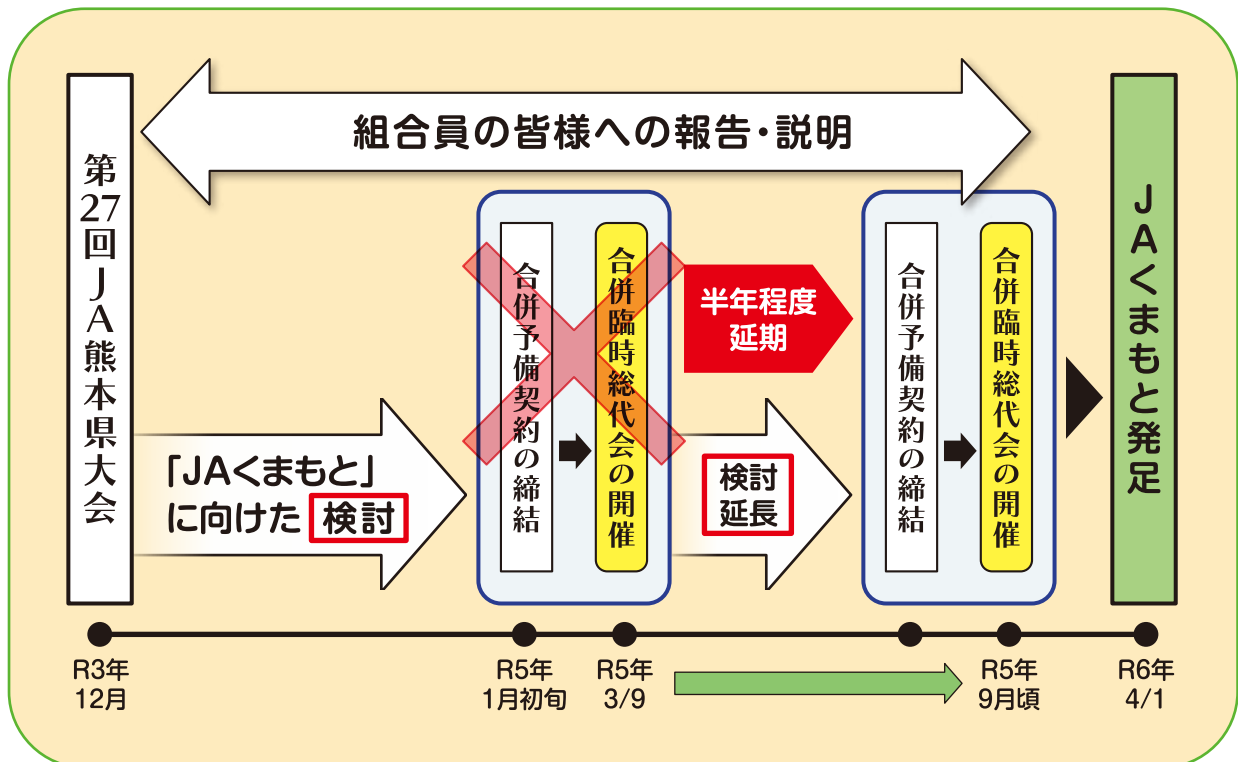 組合員の皆様への報告・説明
第27回JA熊本県大会
「JAくまもと」
に向けた 検討
合併予備契約の締結
合併臨時総代会の開催
半年程度
延期
検討
延長
合併予備契約の締結
合併臨時総代会の開催
JAくまもと発足
R3年
12月
R5年
1月初旬
R5年
3/9
R5年
9月頃
R6年
4/1